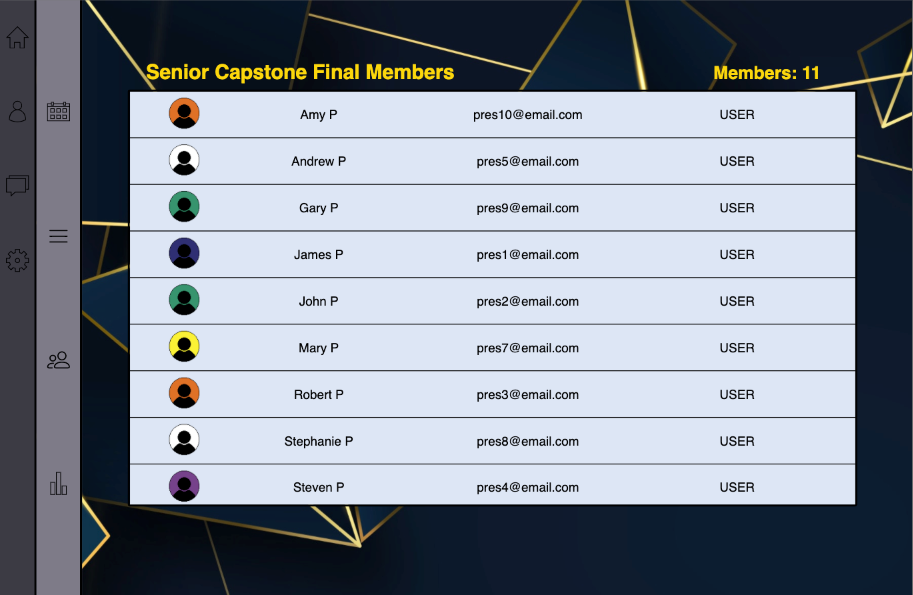 Senior Capstone Final Members Members: 11
Amy P pres10@email.com USER
Andrew P pres5@email.com USER
Gary P pres9@email.com USER
James P pres1@email.com USER
John P pres2@email.com USER
Mary P pres7@email.com USER
Robert P pres3@email.com USER
Stephanie P pres8@email.com USER
Steven P pres4@email.com USER